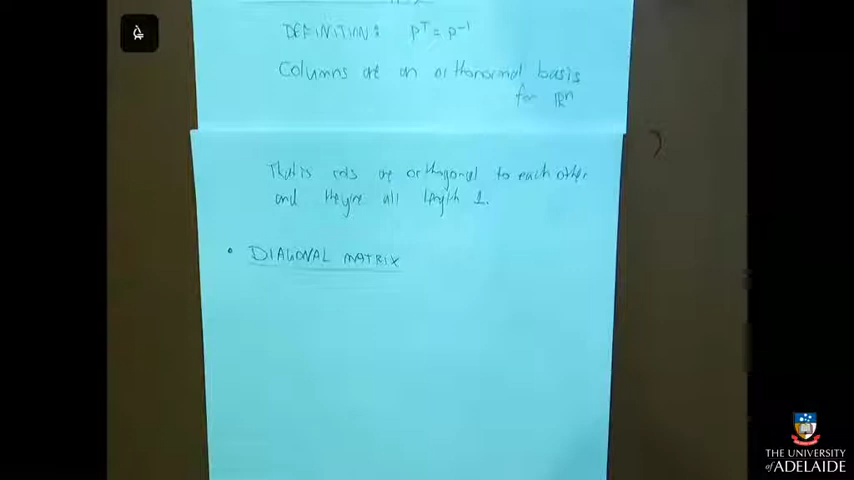 DEFINITION: Pᵀ = P⁻¹
Columns are an orthonormal basis
for ℝⁿ
That is cols are orthogonal to each other
and they're all length 1.
• DIAGONAL MATRIX
THE UNIVERSITY
of ADELAIDE